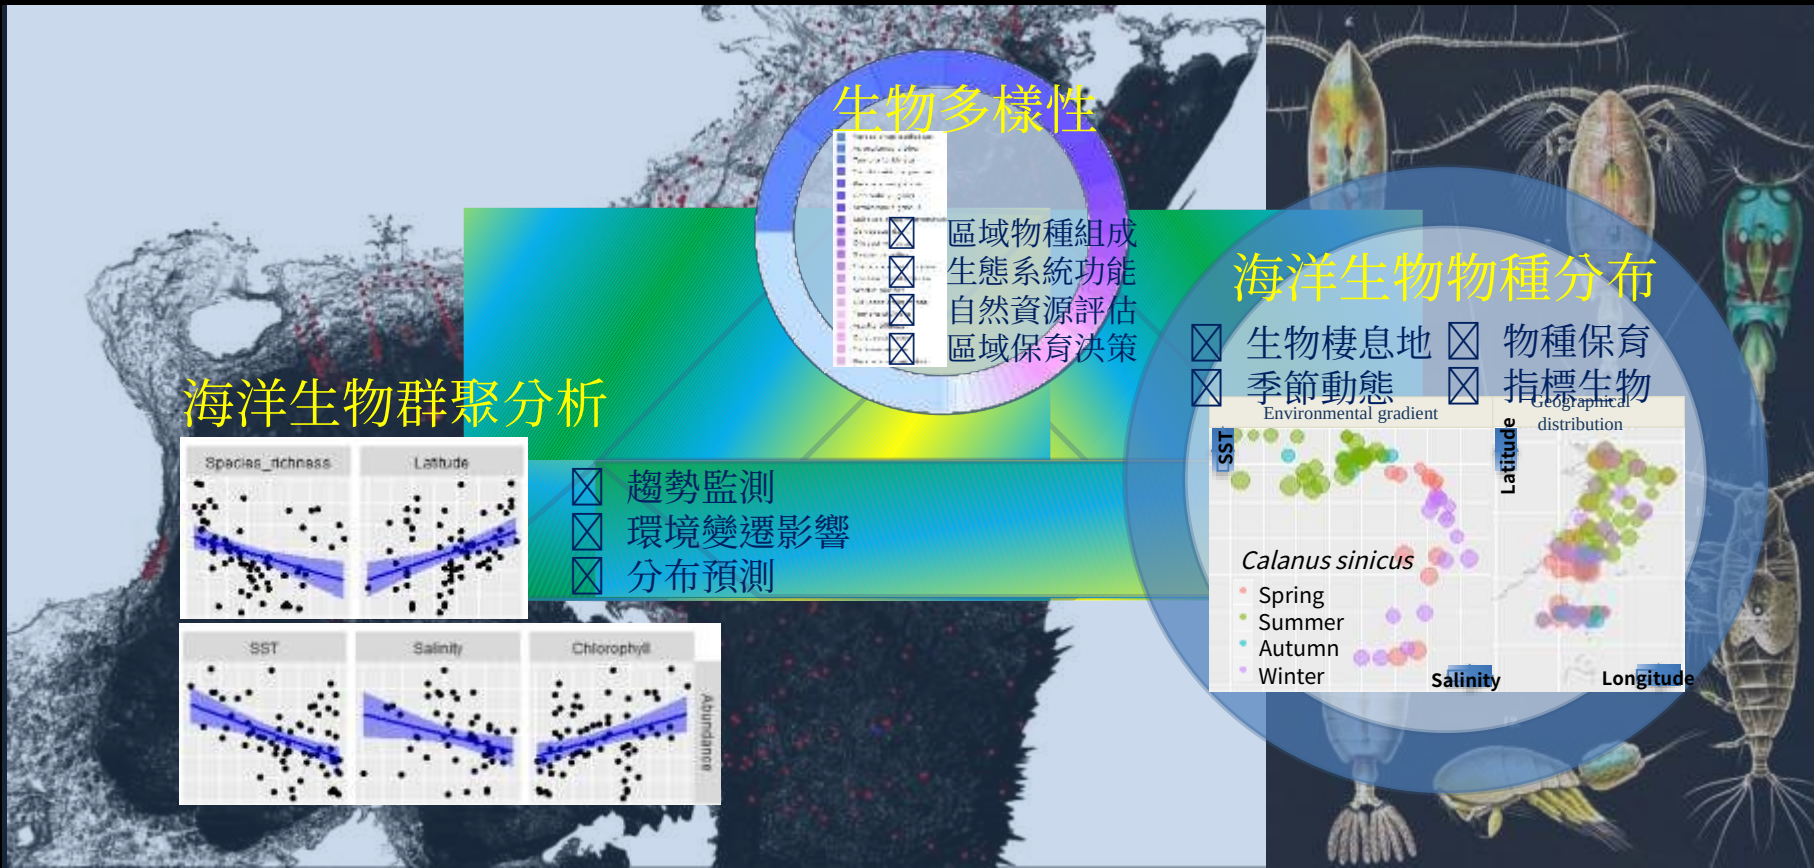 生物多樣性
區域物種組成
生態系統功能
自然資源評估
區域保育決策
海洋生物物種分布
生物棲息地
物種保育
季節動態
指標生物
海洋生物群聚分析
Species_richness
Latitude
趨勢監測
環境變遷影響
分布預測
SST
Salinity
Chlorophyll
Abundance
Environmental gradient
Geographical
distribution
SST
Latitude
Calanus sinicus
Spring
Summer
Autumn
Winter
Salinity
Longitude